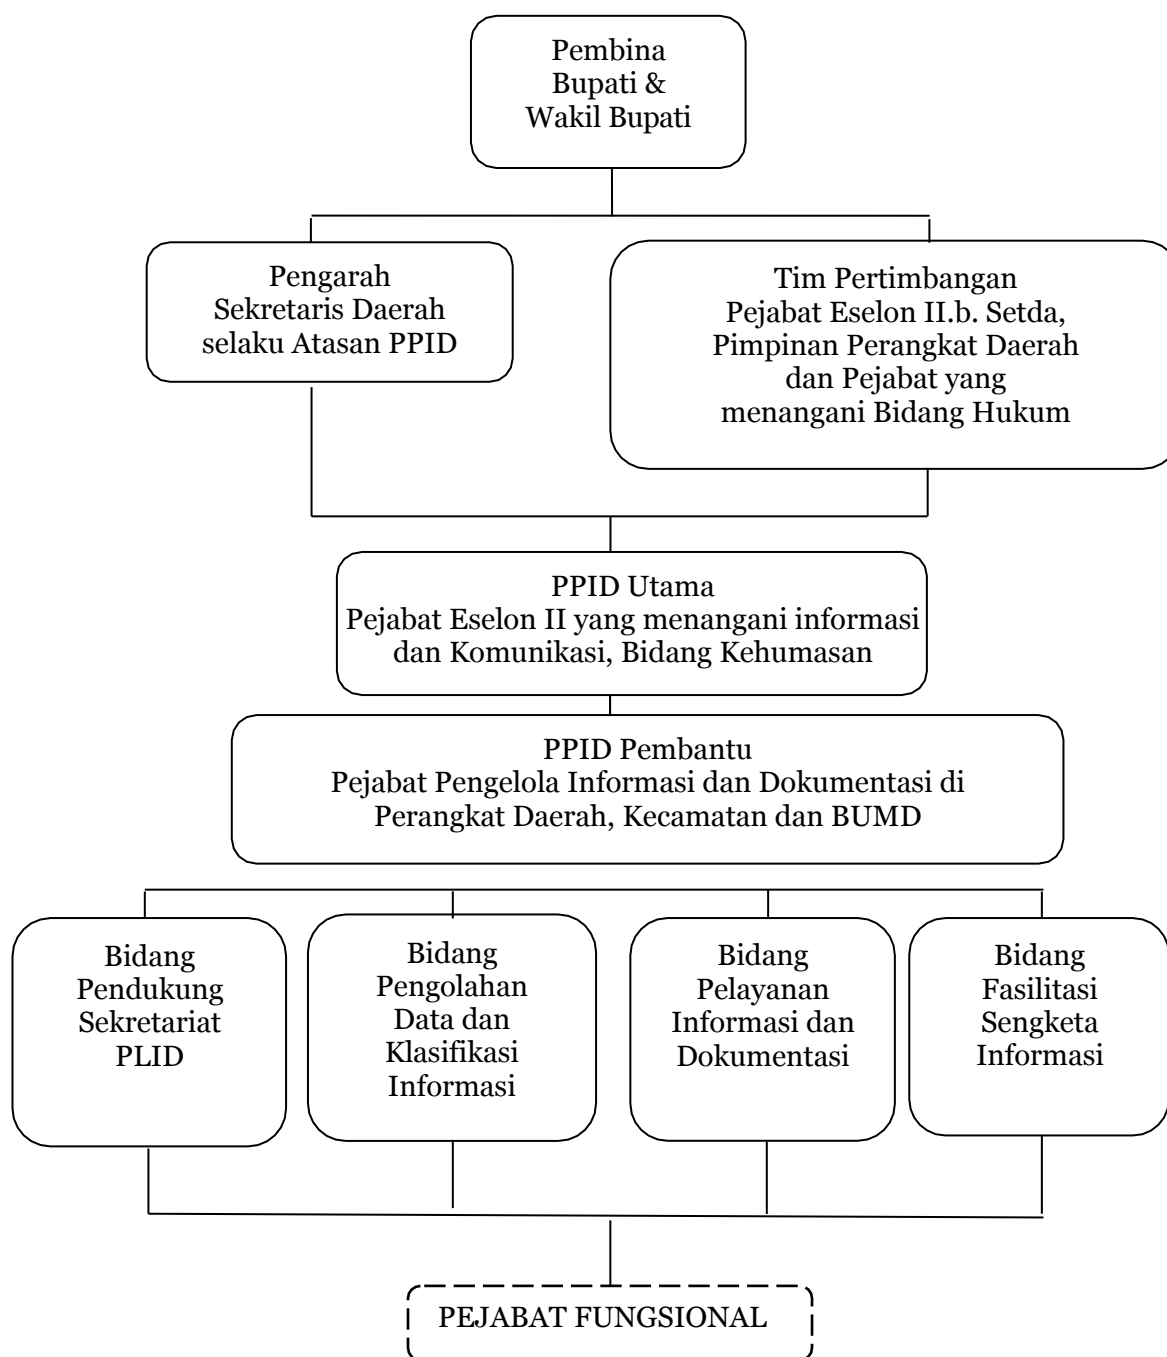 Pembina
Bupati &
Wakil Bupati
Pengarah
Sekretaris Daerah
selaku Atasan PPID
Tim Pertimbangan
Pejabat Eselon II.b. Setda,
Pimpinan Perangkat Daerah
dan Pejabat yang
menangani Bidang Hukum
PPID Utama
Pejabat Eselon II yang menangani informasi
dan Komunikasi, Bidang Kehumasan
PPID Pembantu
Pejabat Pengelola Informasi dan Dokumentasi di
Perangkat Daerah, Kecamatan dan BUMD
Bidang
Pendukung
Sekretariat
PLID
Bidang
Pengolahan
Data dan
Klasifikasi
Informasi
Bidang
Pelayanan
Informasi dan
Dokumentasi
Bidang
Fasilitasi
Sengketa
Informasi
PEJABAT FUNGSIONAL